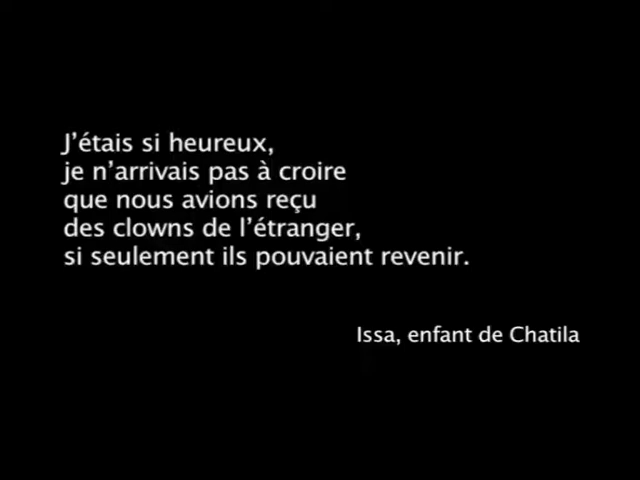 J’étais si heureux,
je n’arrivais pas à croire
que nous avions reçu
des clowns de l’étranger,
si seulement ils pouvaient revenir.
Issa, enfant de Chatila